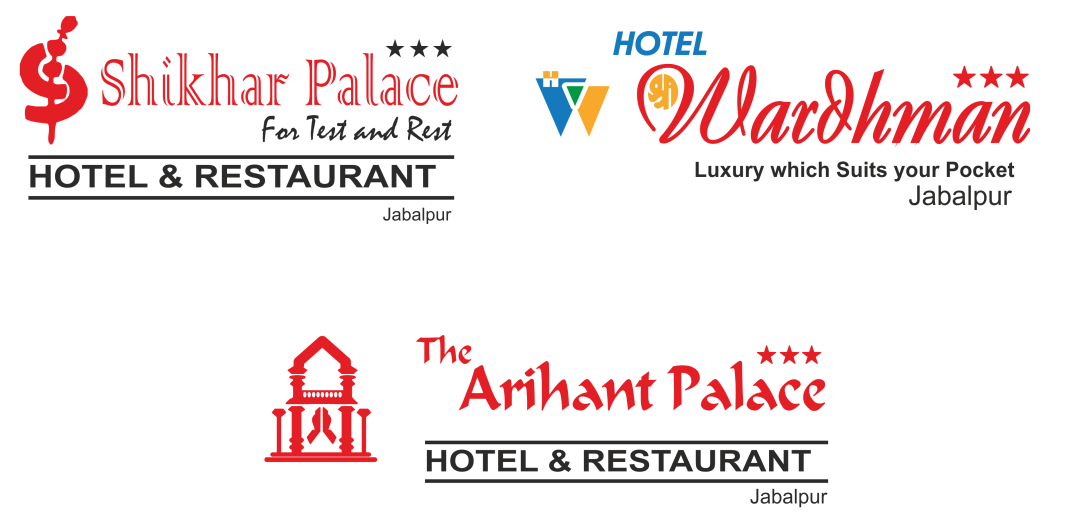 Shikhar Palace
For Test and Rest
HOTEL & RESTAURANT
Jabalpur
HOTEL
श्री Wardhman
Luxury which Suits your Pocket
Jabalpur
The
Arihant Palace
HOTEL & RESTAURANT
Jabalpur